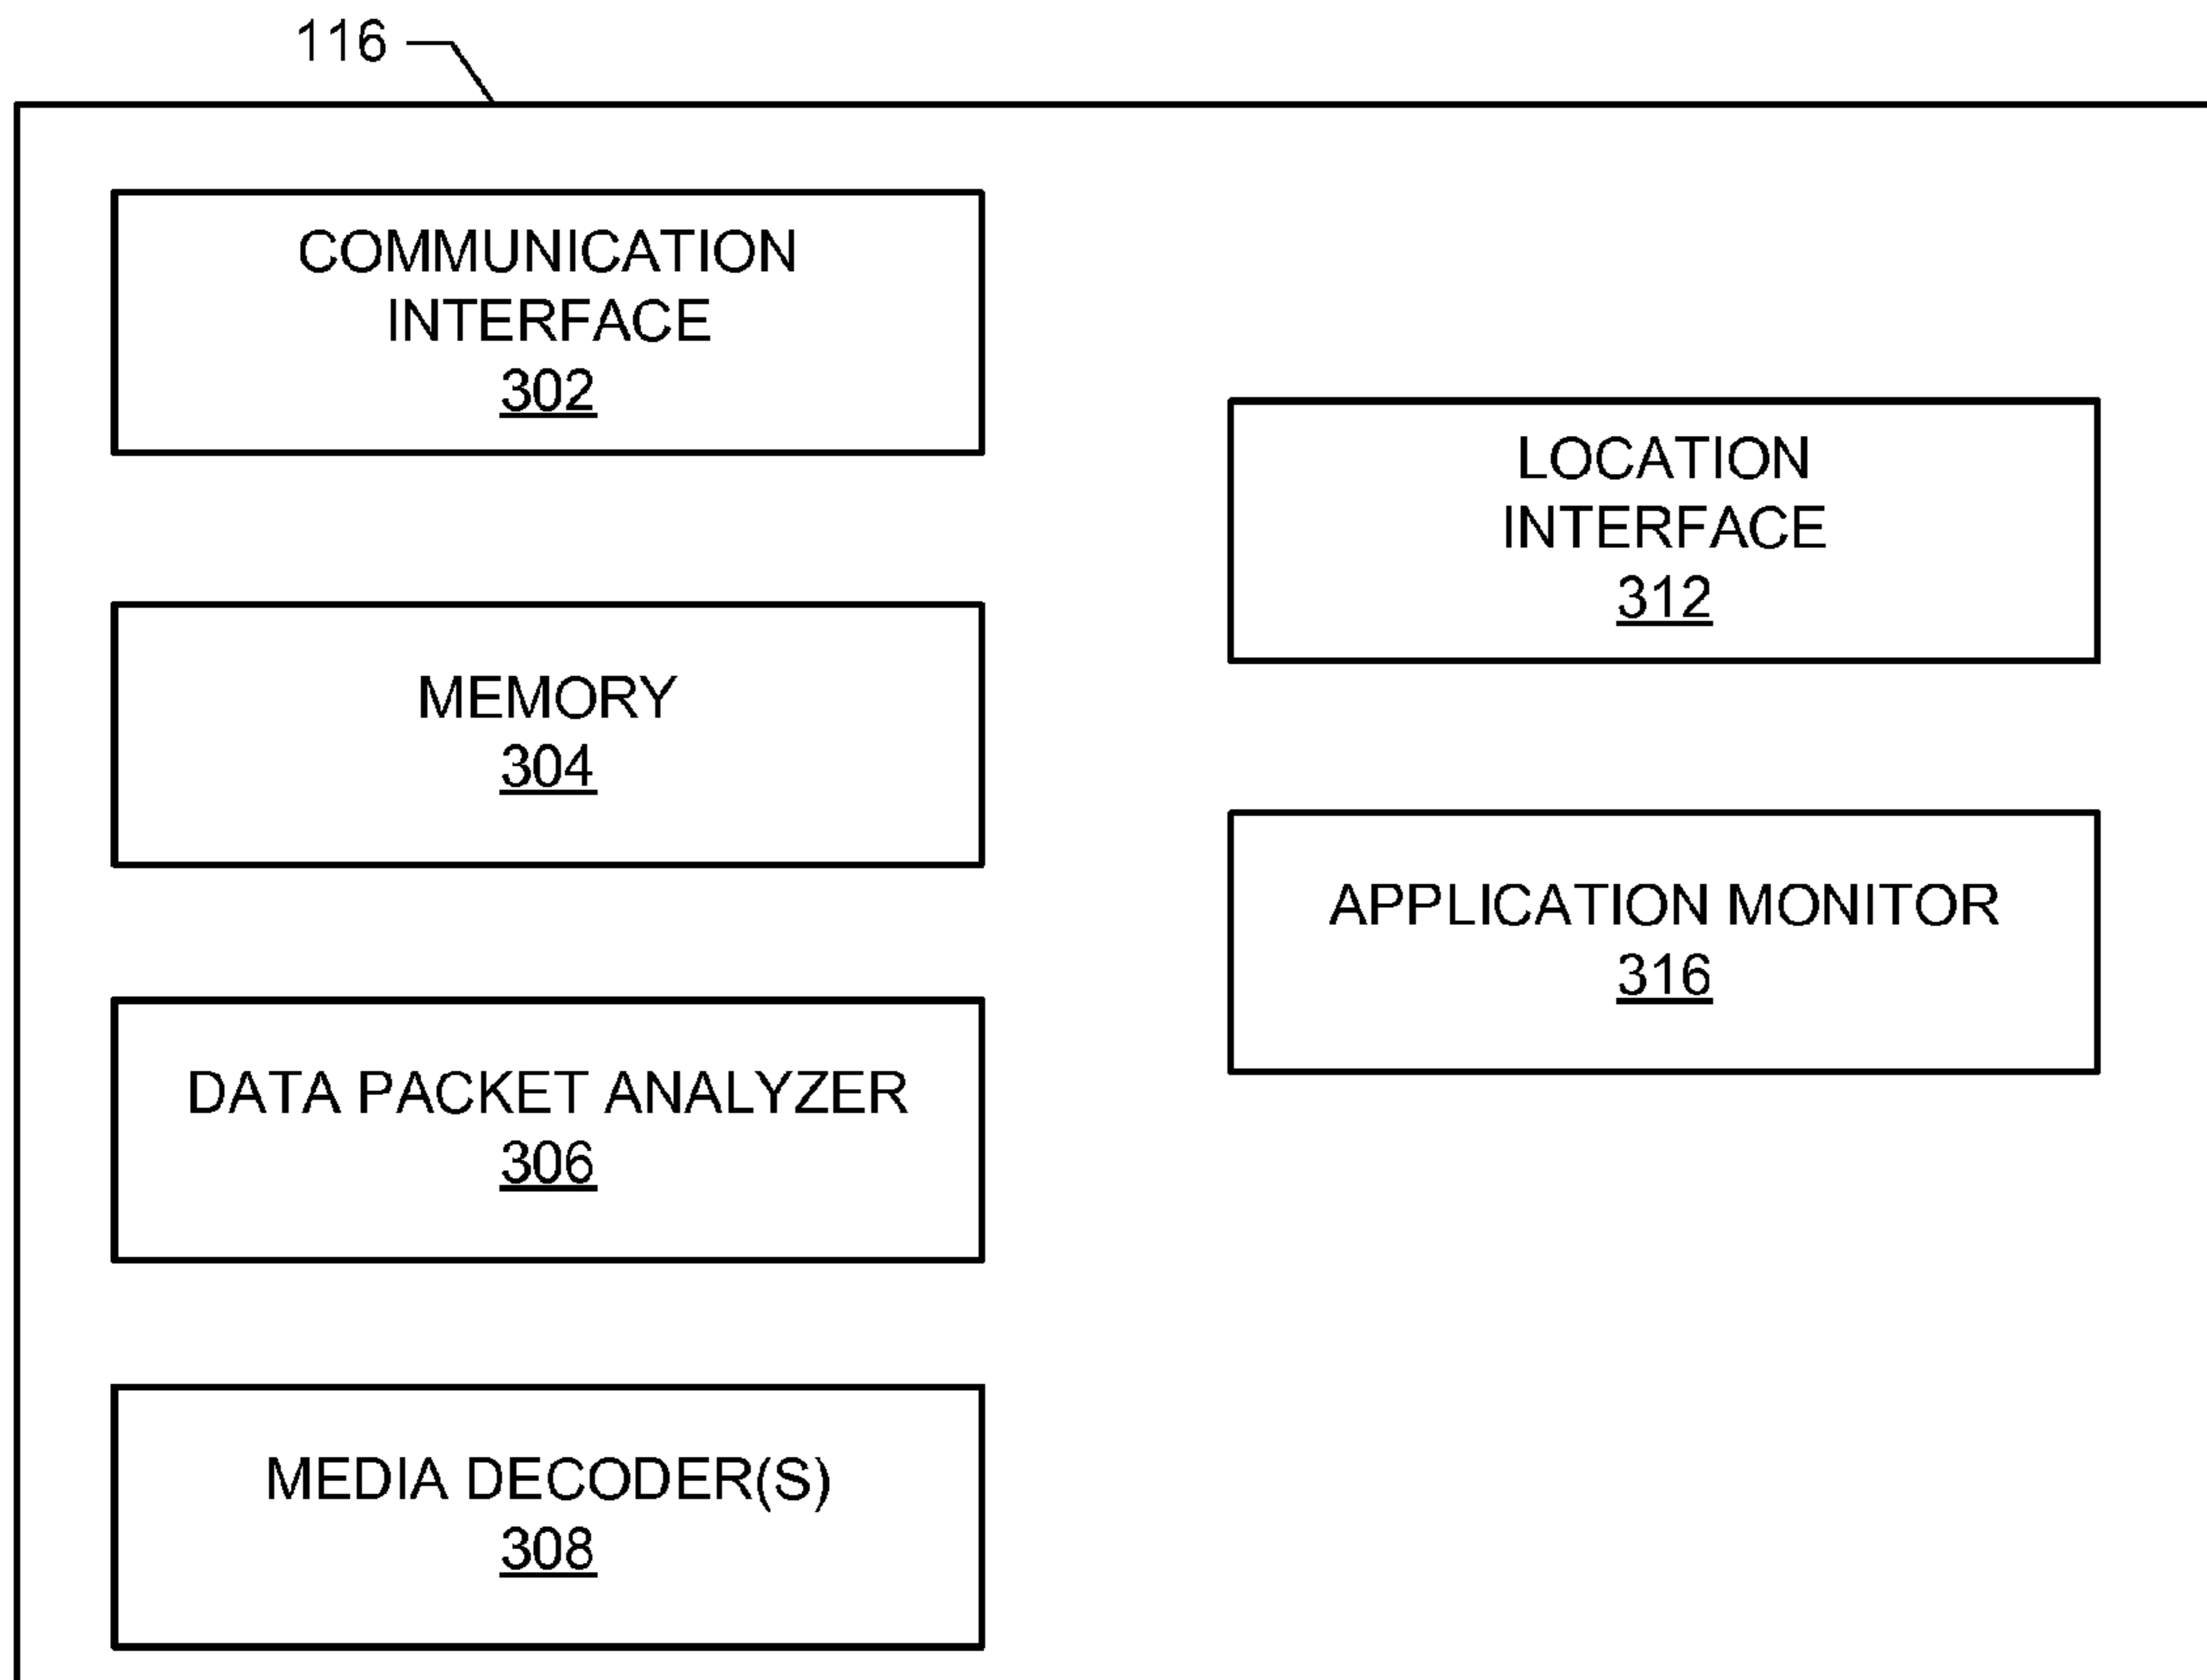 116
COMMUNICATION
INTERFACE
302
MEMORY
304
DATA PACKET ANALYZER
306
MEDIA DECODER(S)
308
LOCATION
INTERFACE
312
APPLICATION MONITOR
316